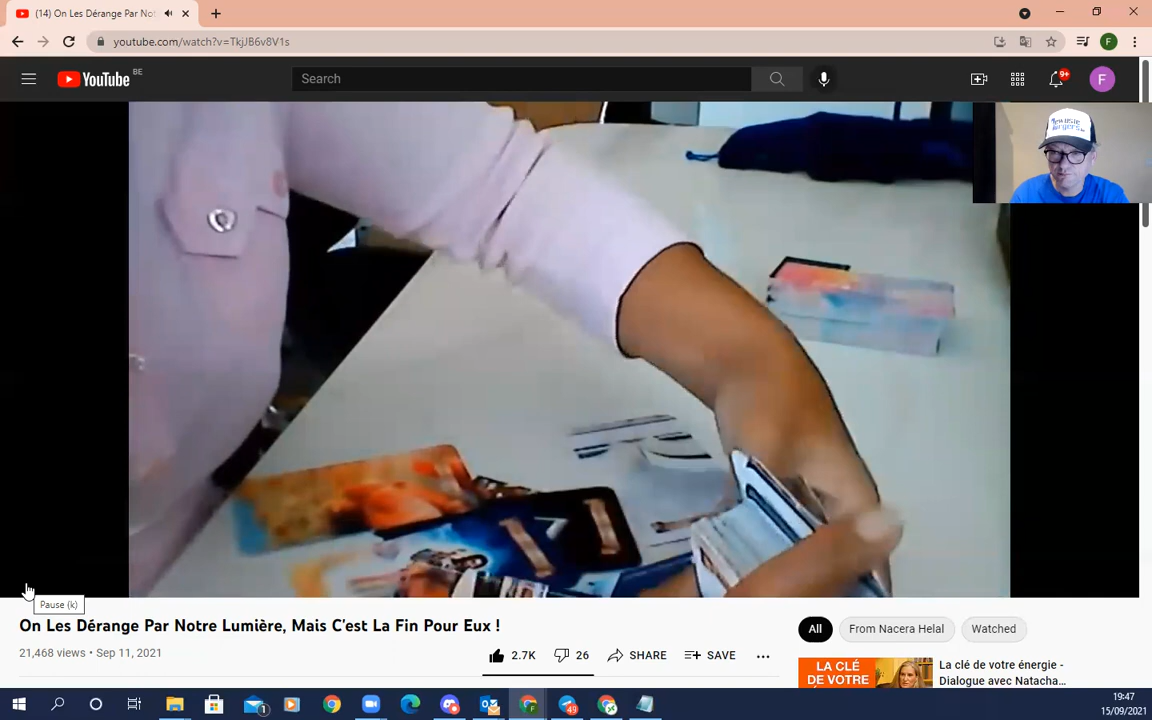 (14) On Les Dérange Par Not
youtube.com/watch?v=TkjJB6v8V1s
YouTube BE
Search
9+
F
F
Pause (k)
On Les Dérange Par Notre Lumière, Mais C'est La Fin Pour Eux !
21,468 views • Sep 11, 2021
2.7K
26
SHARE
SAVE
All
From Nacera Helal
Watched
LA CLÉ
DE VOTRE
La clé de votre énergie -
Dialogue avec Natacha...
1
49
19:47
15/09/2021